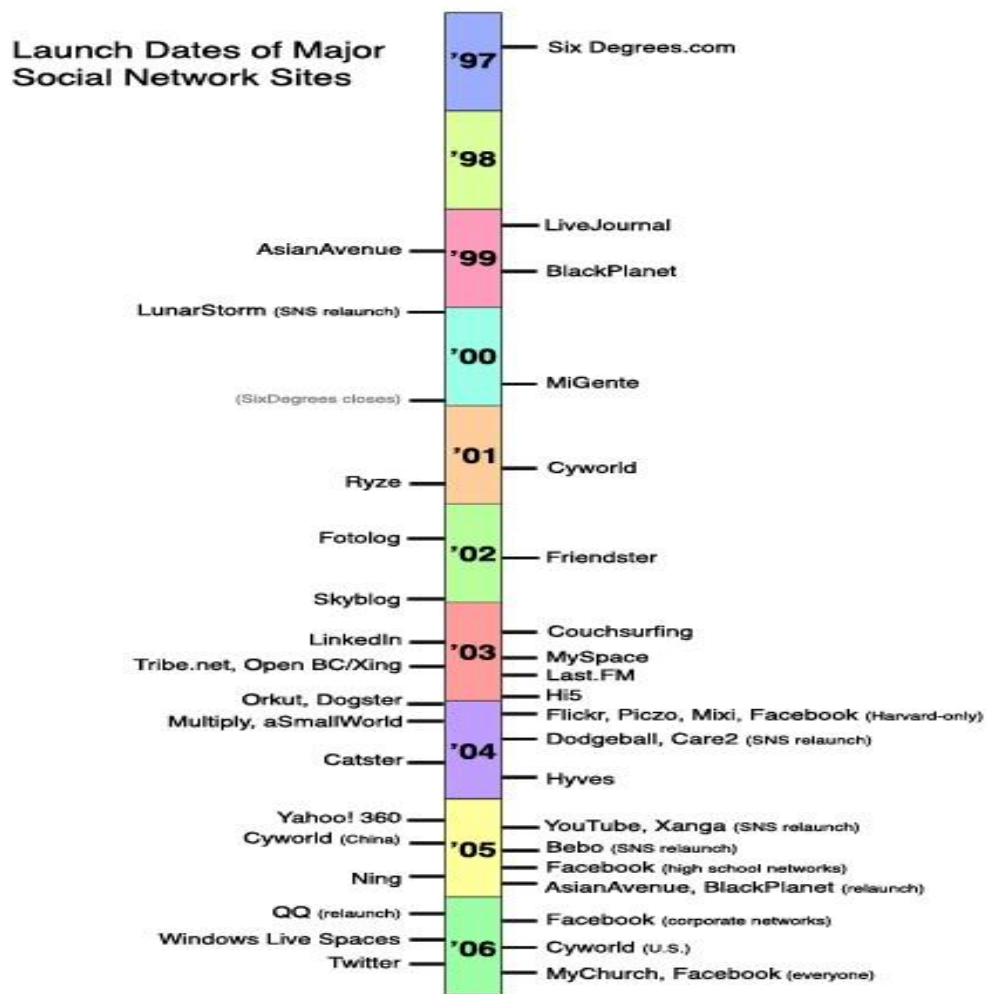 Launch Dates of Major
Social Network Sites
'97
Six Degrees.com
'98
LiveJournal
AsianAvenue
'99
BlackPlanet
LunarStorm (SNS relaunch)
'00
MiGente
(SixDegrees closes)
'01
Cyworld
Ryze
Fotolog
'02
Friendster
Skyblog
Couchsurfing
LinkedIn
'03
MySpace
Tribe.net, Open BC/Xing
Last.FM
Hi5
Orkut, Dogster
Flickr, Piczo, Mixi, Facebook (Harvard-only)
Multiply, aSmallWorld
Dodgeball, Care2 (SNS relaunch)
'04
Catster
Hyves
Yahoo! 360
YouTube, Xanga (SNS relaunch)
Cyworld (China)
Bebo (SNS relaunch)
'05
Facebook (high school networks)
Ning
AsianAvenue, BlackPlanet (relaunch)
QQ (relaunch)
Facebook (corporate networks)
Windows Live Spaces
'06
Cyworld (U.S.)
Twitter
MyChurch, Facebook (everyone)